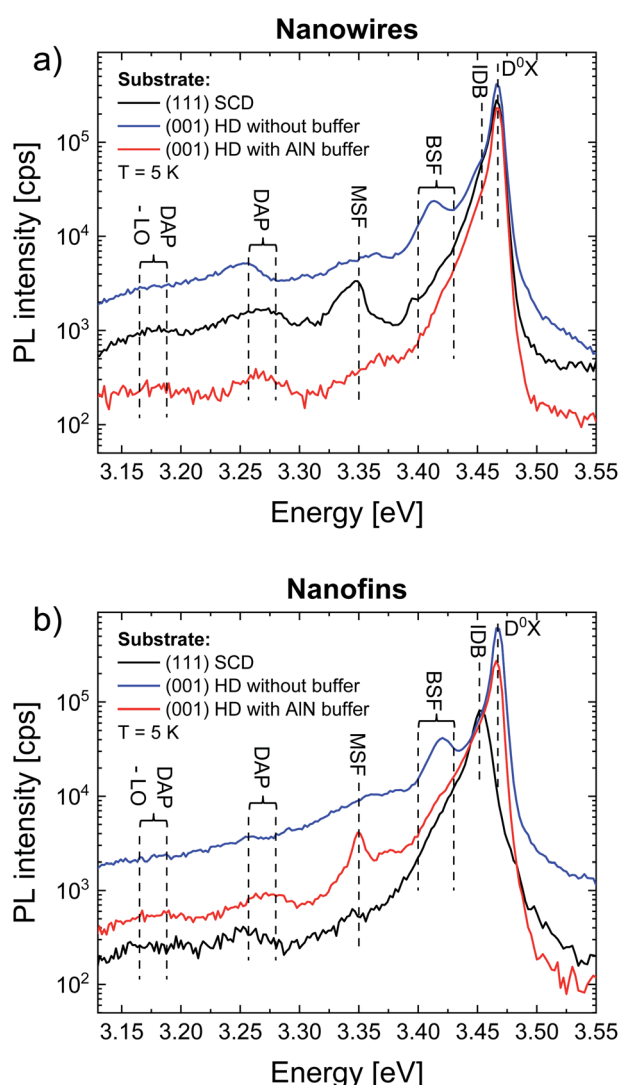 Nanowires
a)
Substrate:
(111) SCD
(001) HD without buffer
(001) HD with AlN buffer
T = 5 K
-LO
DAP
DAP
MSF
BSF
IDB
D⁰X
PL intensity [cps]
10⁵
10⁴
10³
10²
3.15 3.20 3.25 3.30 3.35 3.40 3.45 3.50 3.55
Energy [eV]
Nanofins
b)
Substrate:
(111) SCD
(001) HD without buffer
(001) HD with AlN buffer
T = 5 K
-LO
DAP
DAP
MSF
BSF
IDB
D⁰X
PL intensity [cps]
10⁵
10⁴
10³
10²
3.15 3.20 3.25 3.30 3.35 3.40 3.45 3.50 3.55
Energy [eV]